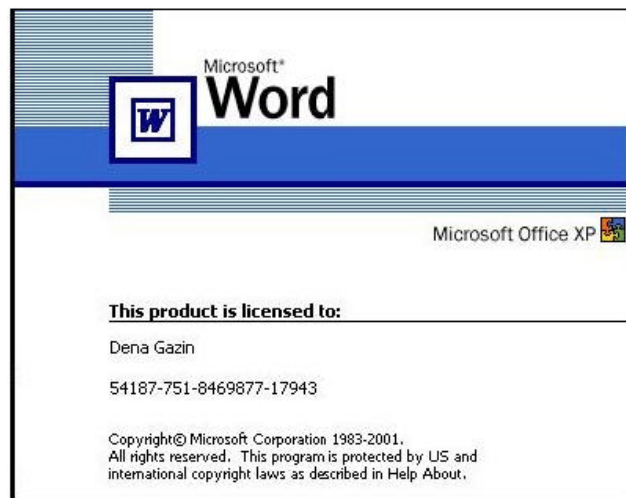 Microsoft®
Word
W
Microsoft Office XP
This product is licensed to:
Dena Gazin
54187-751-8469877-17943
Copyright© Microsoft Corporation 1983-2001.
All rights reserved. This program is protected by US and
international copyright laws as described in Help About.